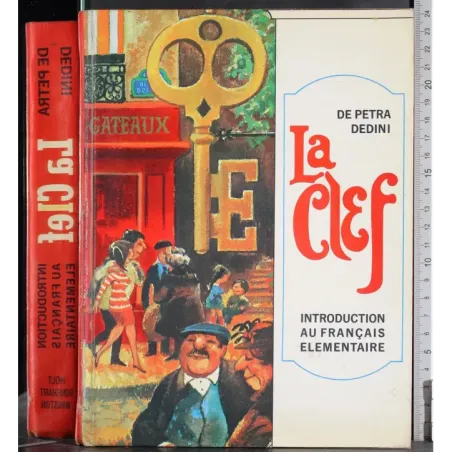 DE PETRA
DEDINI
La Clef
INTRODUCTION
AU FRANÇAIS
ELEMENTAIRE
GATEAUX
DE PETRA
DEDINI
La
Clef
INTRODUCTION
AU FRANÇAIS
ELEMENTAIRE